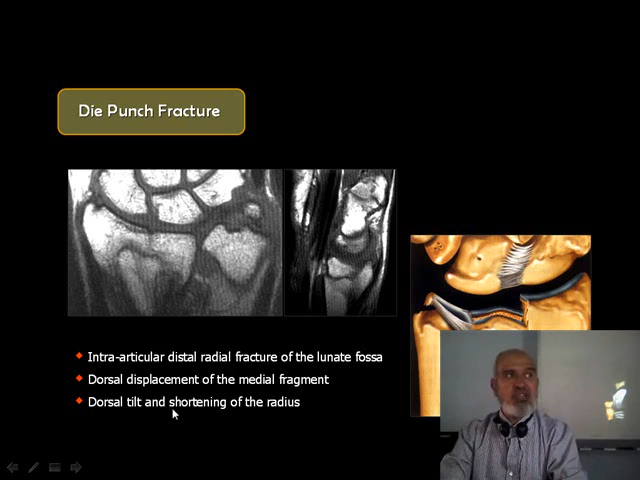 Die Punch Fracture
Intra-articular distal radial fracture of the lunate fossa
Dorsal displacement of the medial fragment
Dorsal tilt and shortening of the radius